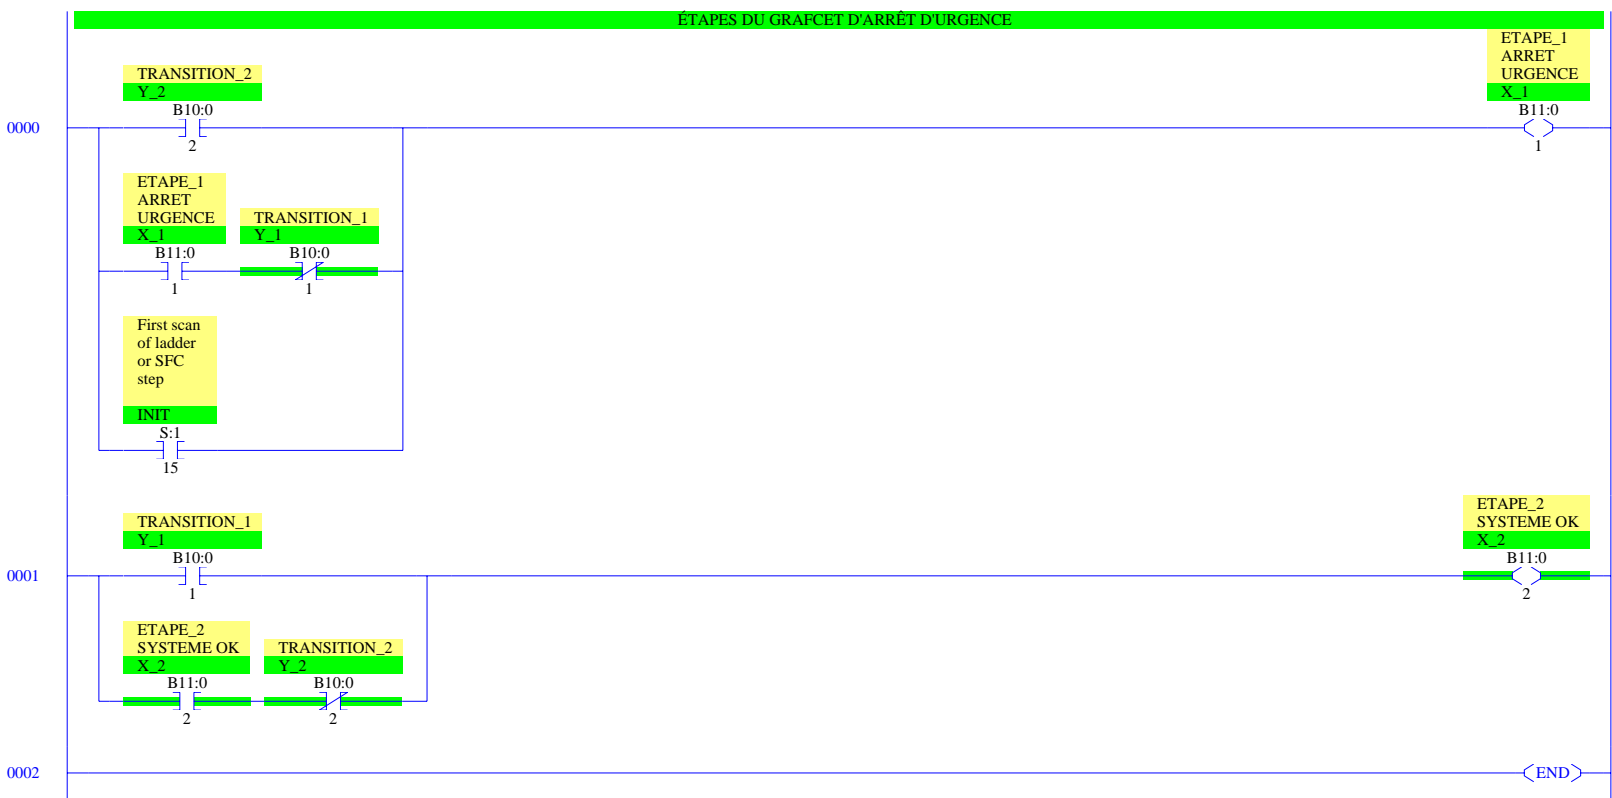 ÉTAPES DU GRAFCET D'ARRÊT D'URGENCE
ETAPE_1
ARRET
URGENCE
X_1
B11:0
1
TRANSITION_2
Y_2
B10:0
2
0000
ETAPE_1
ARRET
URGENCE
X_1
B11:0
1
TRANSITION_1
Y_1
B10:0
1
First scan
of ladder
or SFC
step
INIT
S:1
15
ETAPE_2
SYSTEME OK
X_2
B11:0
2
TRANSITION_1
Y_1
B10:0
1
0001
ETAPE_2
SYSTEME OK
X_2
B11:0
2
TRANSITION_2
Y_2
B10:0
2
0002
END